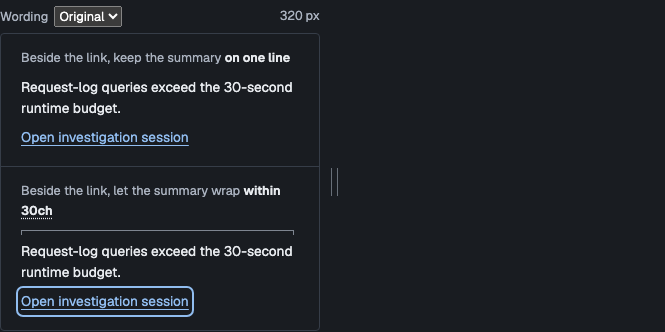 Wording Original 320 px
Beside the link, keep the summary on one line
Request-log queries exceed the 30-second
runtime budget.
Open investigation session
Beside the link, let the summary wrap within
30ch
Request-log queries exceed the 30-second
runtime budget.
Open investigation session